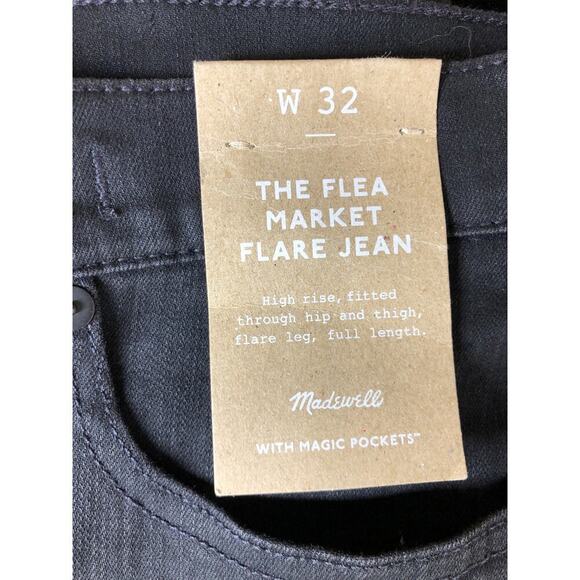 W 32
THE FLEA
MARKET
FLARE JEAN
High rise, fitted
through hip and thigh,
flare leg, full length.
Madewell
WITH MAGIC POCKETS™